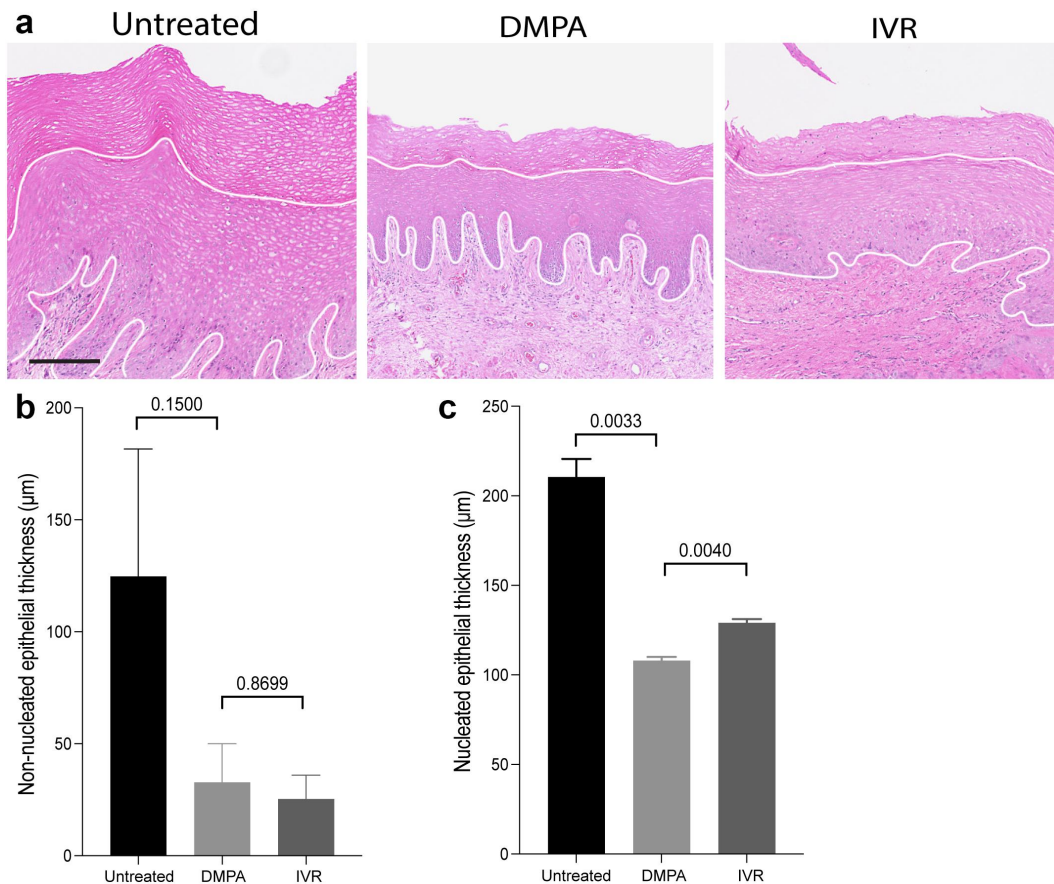 a
Untreated
DMPA
IVR
b
Non-nucleated epithelial thickness (μm)
200
150
100
50
0
0.1500
0.8699
Untreated
DMPA
IVR
c
Nucleated epithelial thickness (μm)
250
200
150
100
50
0
0.0033
0.0040
Untreated
DMPA
IVR